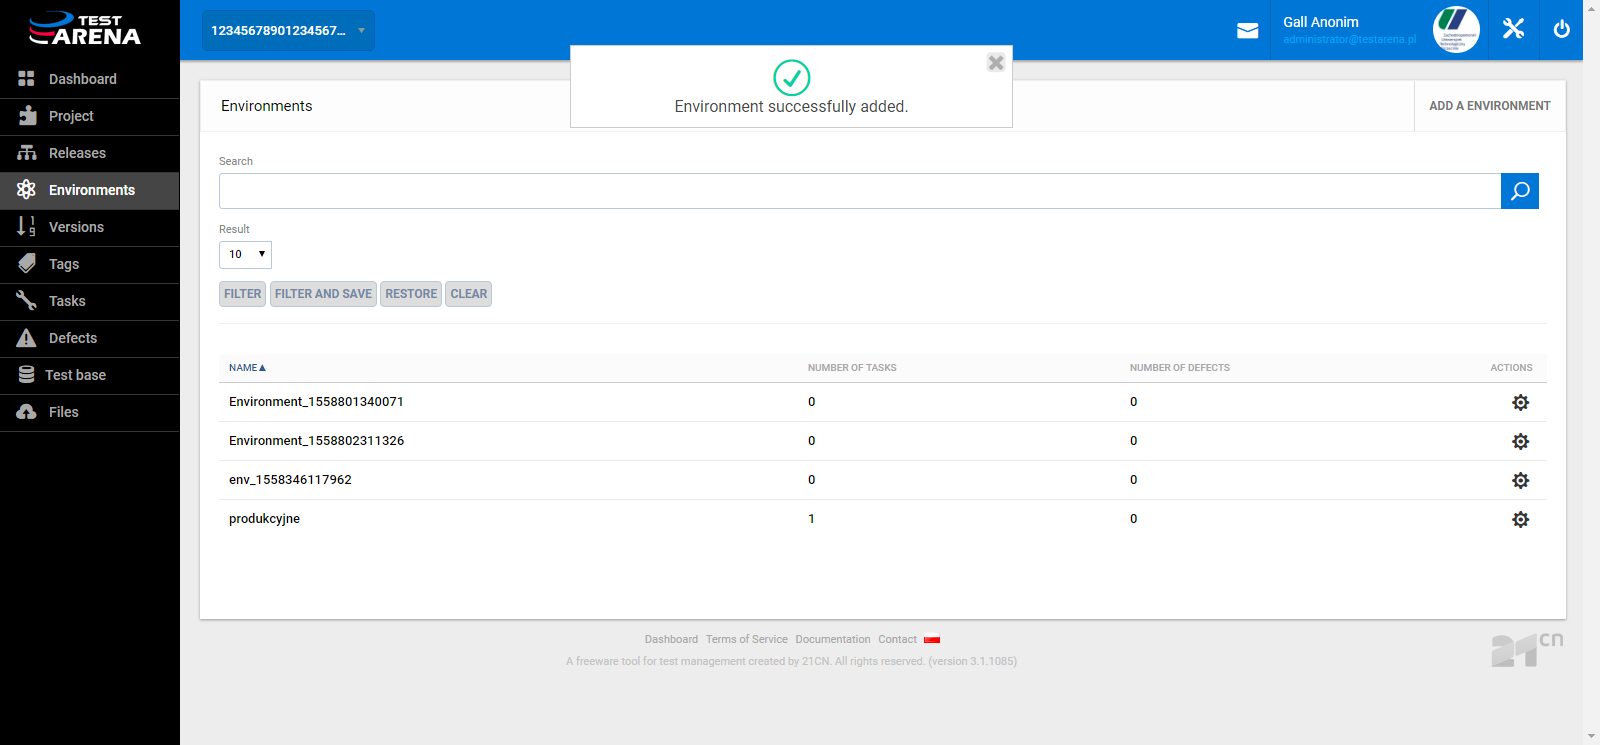 TEST
ARENA
12345678901234567...
Gall Anonim
administrator@testarena.pl
Dashboard
Project
Releases
Environments
Versions
Tags
Tasks
Defects
Test base
Files
Environment successfully added.
Environments
ADD A ENVIRONMENT
Search
Result
10
FILTER
FILTER AND SAVE
RESTORE
CLEAR
NAME▲ NUMBER OF TASKS NUMBER OF DEFECTS ACTIONS
Environment_1558801340071 0 0
Environment_1558802311326 0 0
env_1558346117962 0 0
produkcyjne 1 0
Dashboard Terms of Service Documentation Contact
A freeware tool for test management created by 21CN. All rights reserved. (version 3.1.1085)
21CN